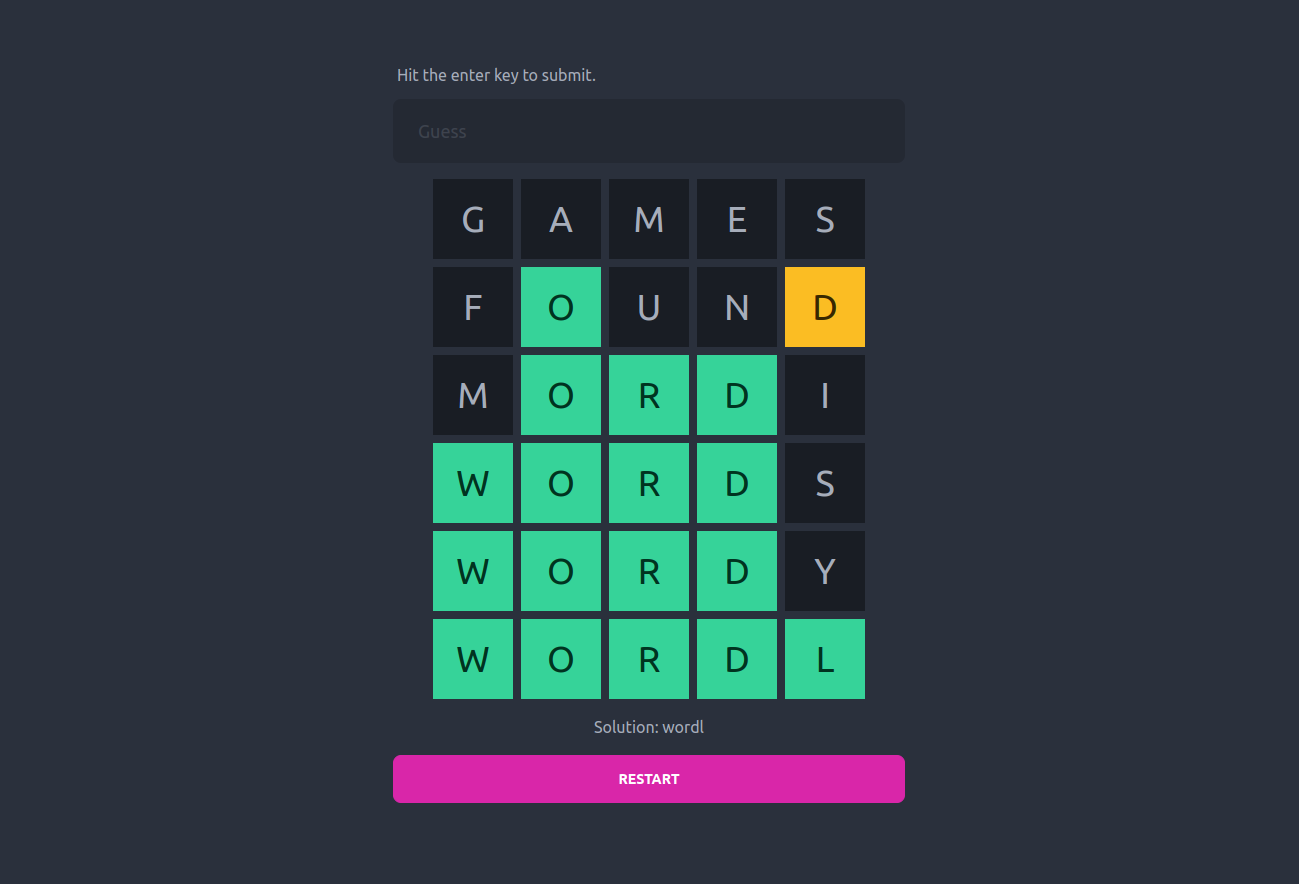 Hit the enter key to submit.
Guess
G A M E S
F O U N D
M O R D I
W O R D S
W O R D Y
W O R D L
Solution: wordl
RESTART